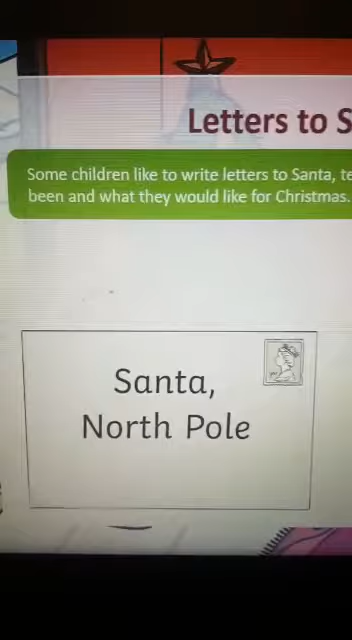 Letters to S
Some children like to write letters to Santa, te
been and what they would like for Christmas.
Santa,
North Pole